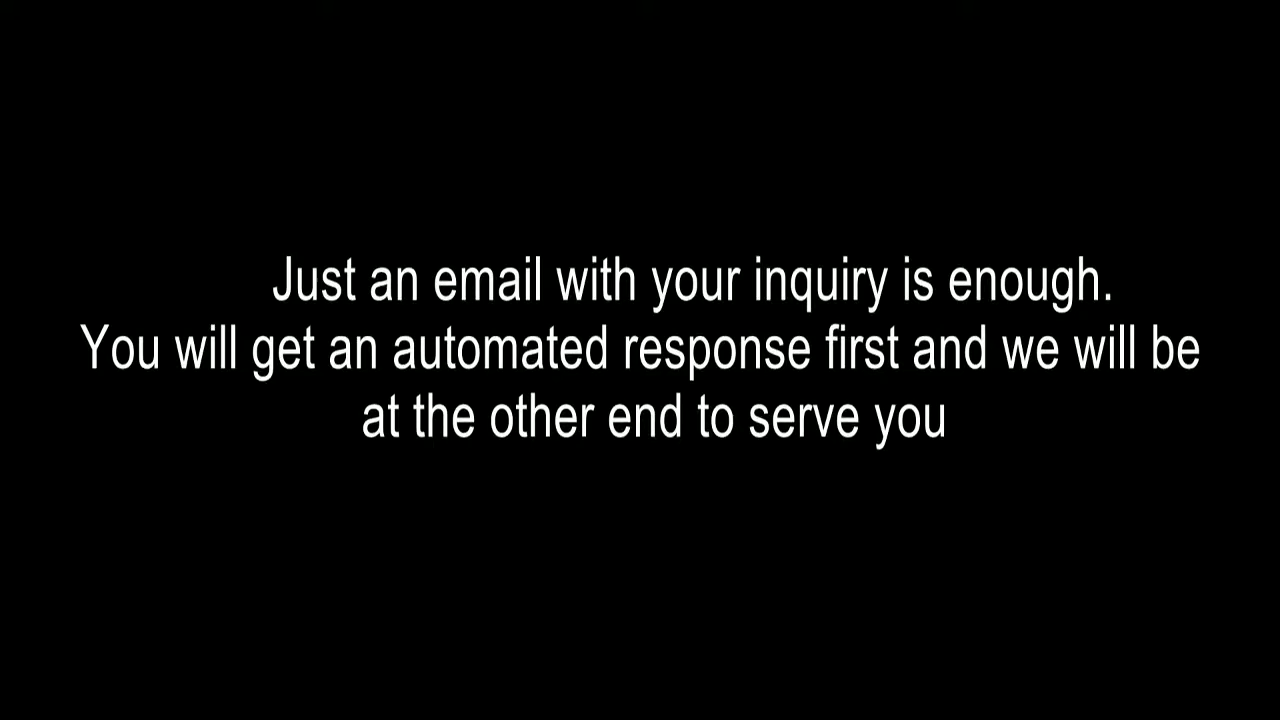 Just an email with your inquiry is enough.
You will get an automated response first and we will be
at the other end to serve you